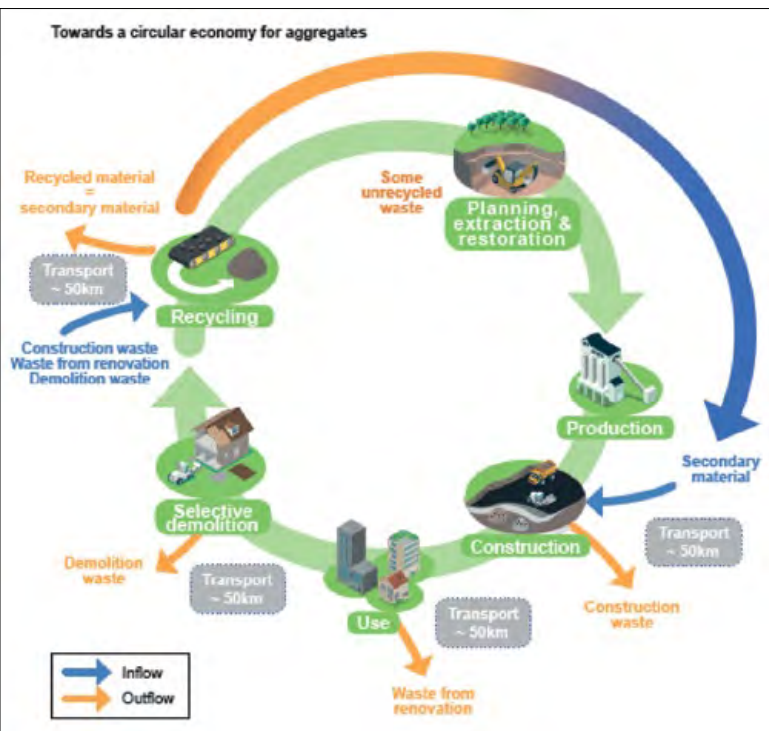 Towards a circular economy for aggregates
Recycled material
=
secondary material
Some
unrecycled
waste
Planning,
extraction &
restoration
Transport
~ 50km
Recycling
Construction waste
Waste from renovation
Demolition waste
Production
Secondary
material
Selective
demolition
Construction
Transport
~ 50km
Demolition
waste
Transport
~ 50km
Use
Transport
~ 50km
Construction
waste
Waste from
renovation
Inflow
Outflow